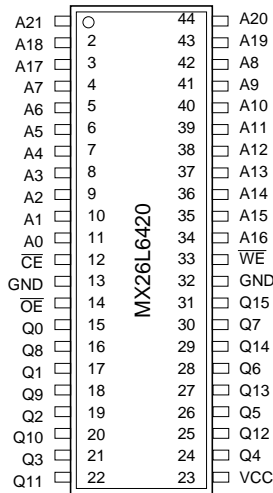 A21 44 A20
A18 2 43 A19
A17 3 42 A8
A7 4 41 A9
A6 5 40 A10
A5 6 39 A11
A4 7 38 A12
A3 8 37 A13
A2 9 36 A14
A1 10 35 A15
A0 11 34 A16
CE 12 33 WE
GND 13 32 GND
OE 14 31 Q15
Q0 15 30 Q7
Q8 16 29 Q14
Q1 17 28 Q6
Q9 18 27 Q13
Q2 19 26 Q5
Q10 20 25 Q12
Q3 21 24 Q4
Q11 22 23 VCC
MX26L6420